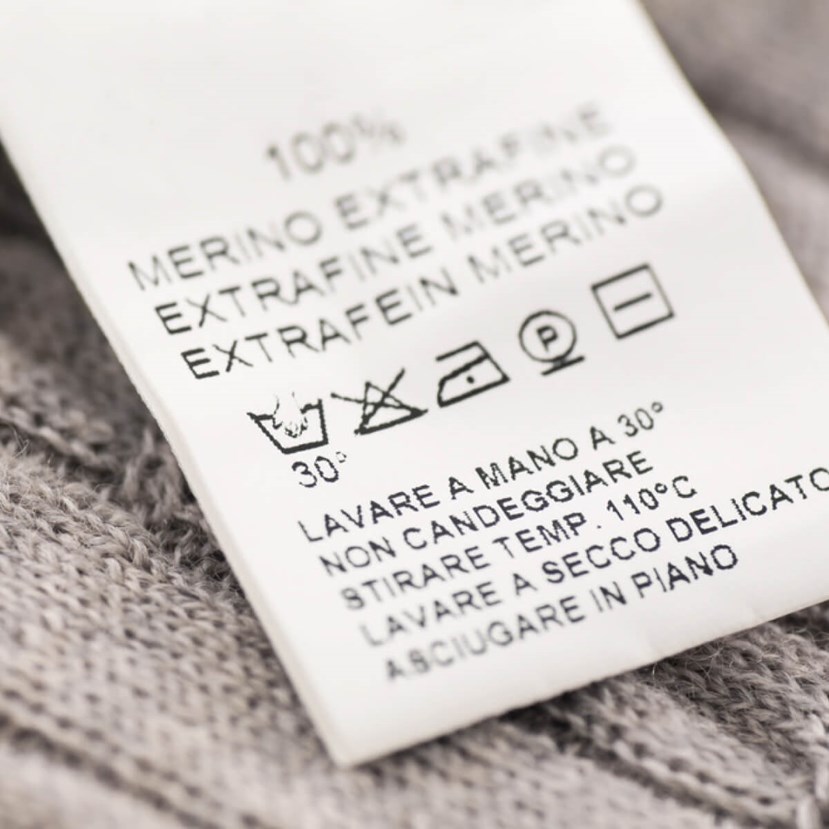 100%
MERINO EXTRAFINE
EXTRAFINE MERINO
EXTRAFEIN MERINO
P
30°
LAVARE A MANO A 30°
NON CANDEGGIARE
STIRARE TEMP. 110°C
LAVARE A SECCO DELICATO
ASCIUGARE IN PIANO